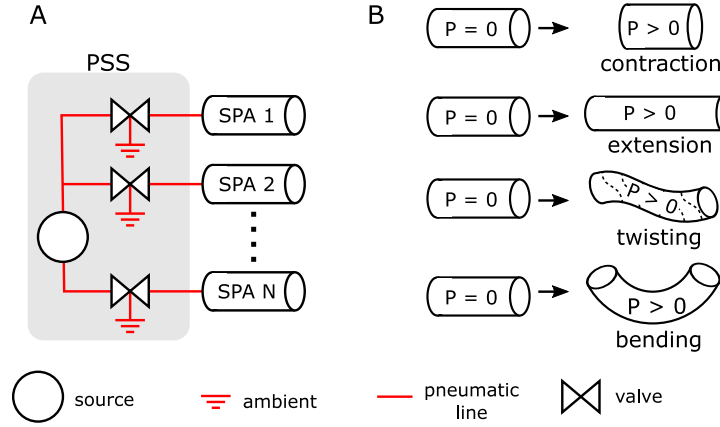 A
PSS
SPA 1
SPA 2
SPA N
B
P = 0
P > 0
contraction
P = 0
P > 0
extension
P = 0
P > 0
twisting
P = 0
P > 0
bending
source
ambient
pneumatic
line
valve